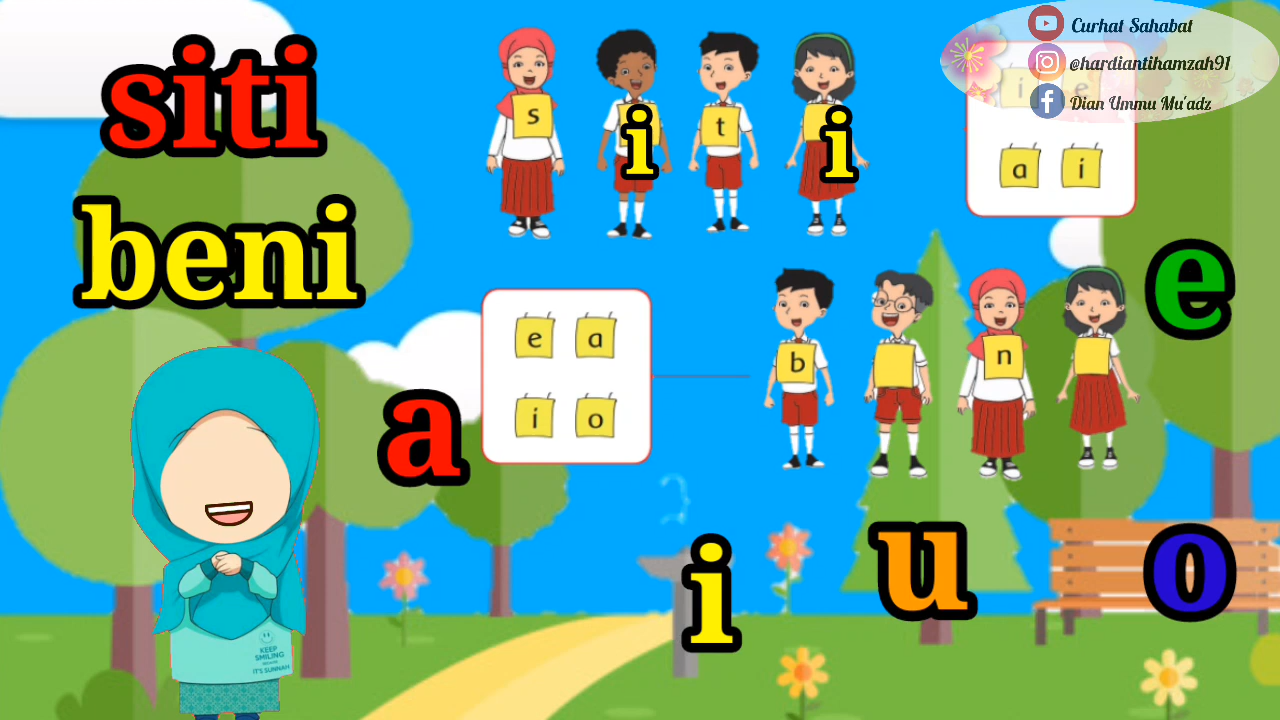 siti
beni
s i t i
i e
a i
Curhat Sahabat
@hardiantihamzah91
Dian Ummu Mu'adz
e a
i o
b n
a
e
i
u
o
KEEP
SMILING
IT'S SUNNAH